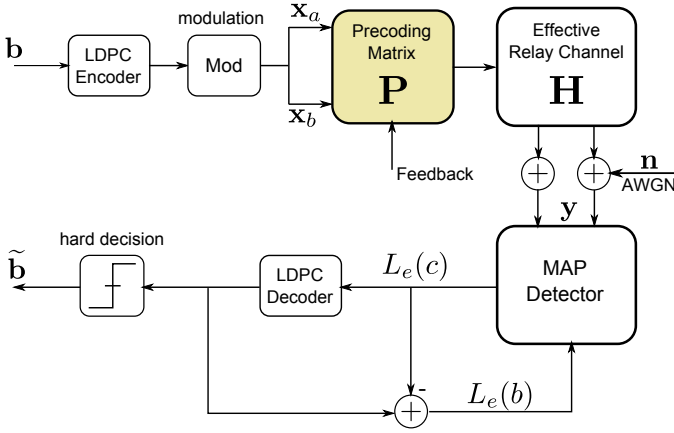 modulation
b
LDPC
Encoder
Mod
x_a
x_b
Precoding
Matrix
P
Feedback
Effective
Relay Channel
H
n
AWGN
y
hard decision
b̃
LDPC
Decoder
L_e(c)
MAP
Detector
-
L_e(b)